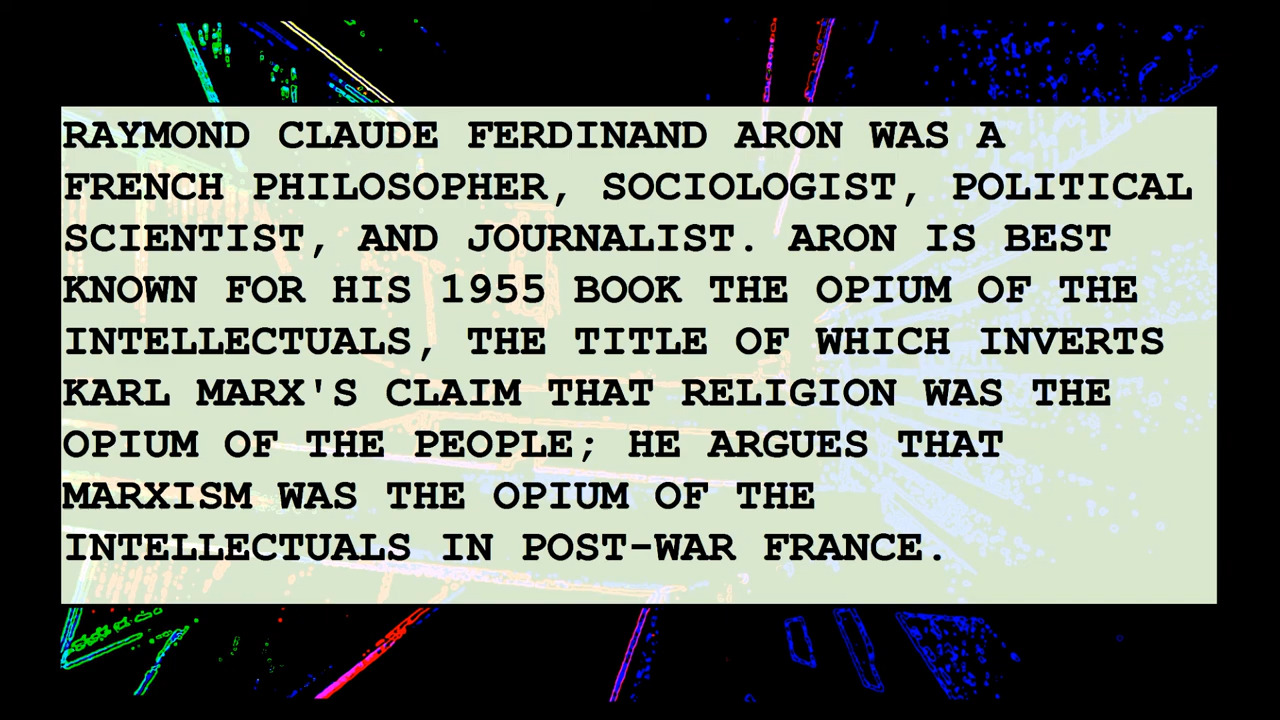 RAYMOND CLAUDE FERDINAND ARON WAS A
FRENCH PHILOSOPHER, SOCIOLOGIST, POLITICAL
SCIENTIST, AND JOURNALIST. ARON IS BEST
KNOWN FOR HIS 1955 BOOK THE OPIUM OF THE
INTELLECTUALS, THE TITLE OF WHICH INVERTS
KARL MARX'S CLAIM THAT RELIGION WAS THE
OPIUM OF THE PEOPLE; HE ARGUES THAT
MARXISM WAS THE OPIUM OF THE
INTELLECTUALS IN POST-WAR FRANCE.